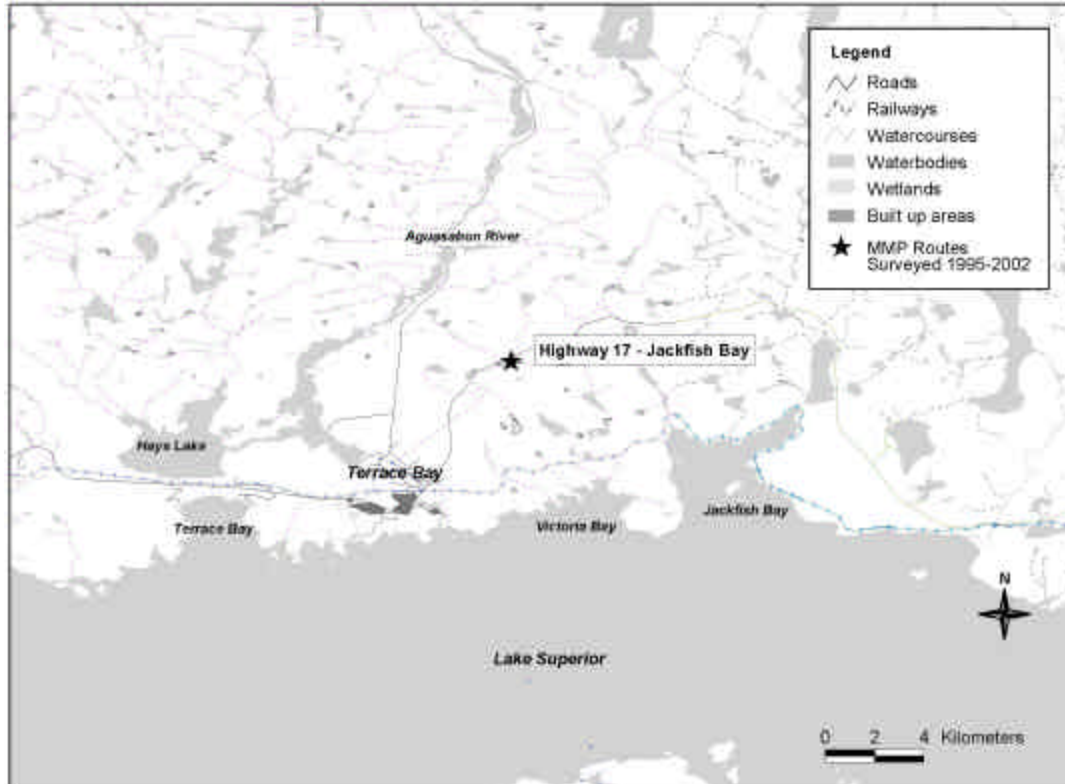 Legend
Roads
Railways
Watercourses
Waterbodies
Wetlands
Built up areas
MMP Routes
Surveyed 1995-2002
Aguasabon River
Highway 17 - Jackfish Bay
Hays Lake
Terrace Bay
Terrace Bay
Victoria Bay
Jackfish Bay
N
Lake Superior
0 2 4 Kilometers